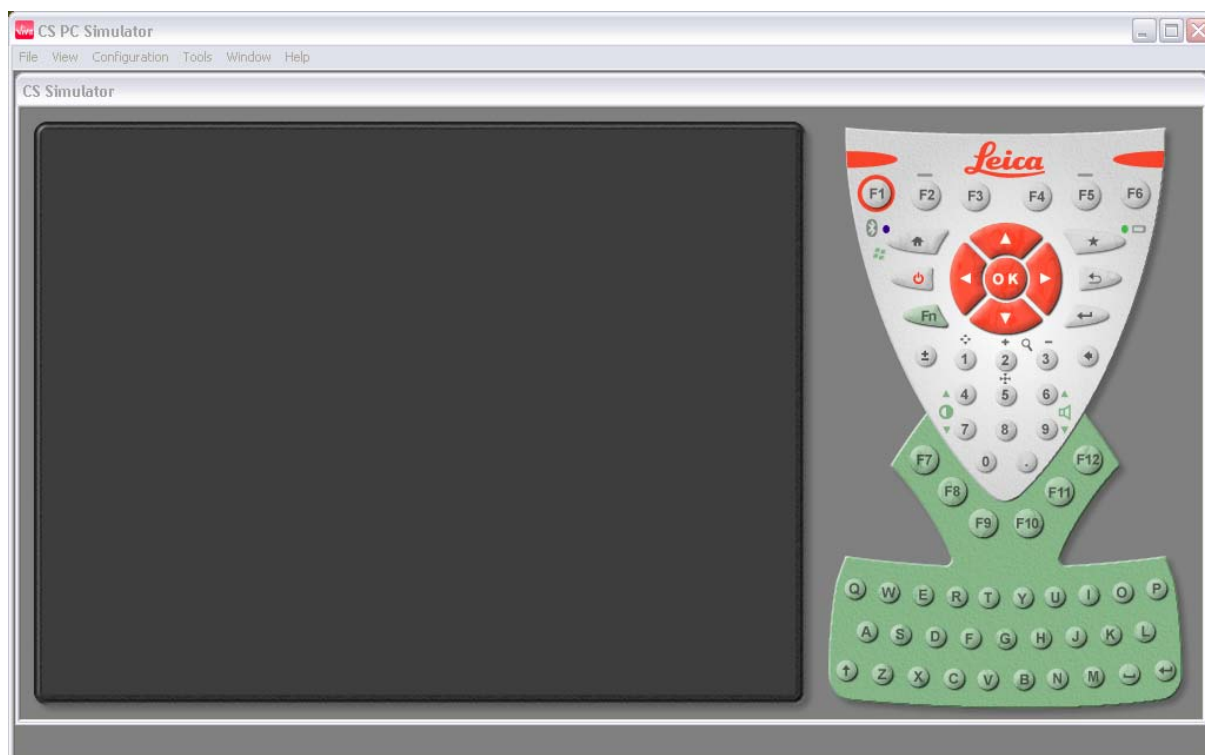 viva CS PC Simulator
File View Configuration Tools Window Help
CS Simulator
Leica
F1 F2 F3 F4 F5 F6
OK
Fn
± 1 + 2 3 −
4 5 6
7 8 9
F7 0 . F12
F8 F11
F9 F10
Q W E R T Y U I O P
A S D F G H J K L
Z X C V B N M